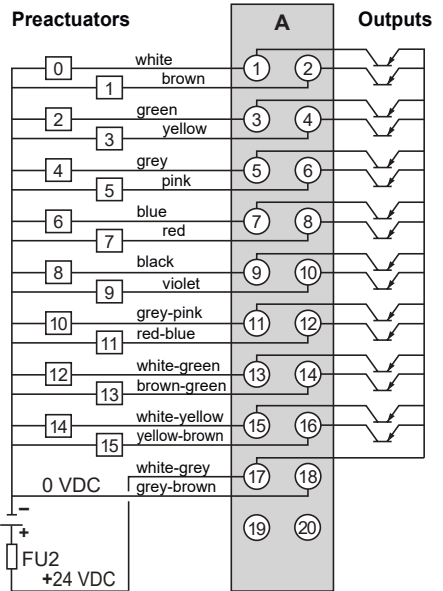 Preactuators A Outputs
0 white 1 2
1 brown
2 green 3 4
3 yellow
4 grey 5 6
5 pink
6 blue 7 8
7 red
8 black 9 10
9 violet
10 grey-pink 11 12
11 red-blue
12 white-green 13 14
13 brown-green
14 white-yellow 15 16
15 yellow-brown
white-grey 17 18
0 VDC grey-brown
−
+ 19 20
FU2
+24 VDC